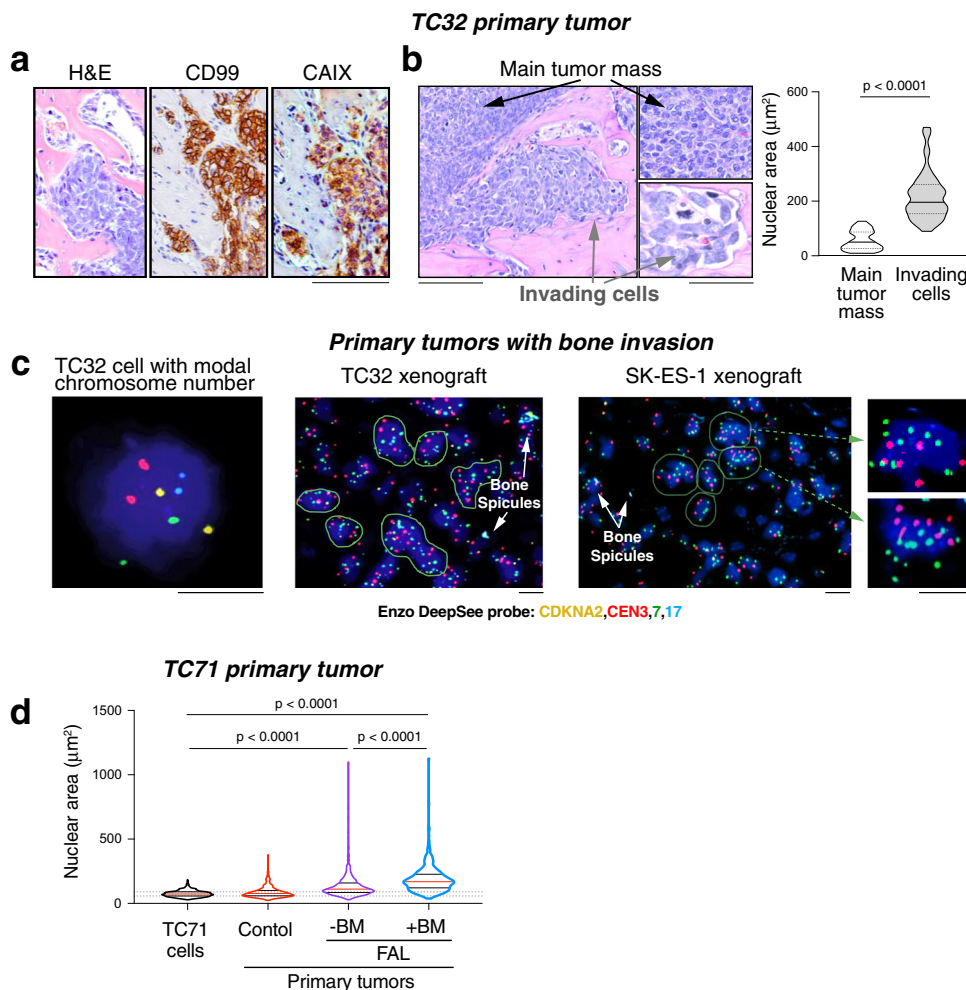 TC32 primary tumor
a
H&E
CD99
CAIX
b
Main tumor mass
Invading cells
p < 0.0001
Nuclear area (μm²)
600
400
200
0
Main
tumor
mass
Invading
cells
Primary tumors with bone invasion
c
TC32 cell with modal
chromosome number
TC32 xenograft
SK-ES-1 xenograft
Bone
Spicules
Bone
Spicules
Enzo DeepSee probe: CDKNA2,CEN3,7,17
TC71 primary tumor
d
Nuclear area (μm²)
1500
1000
500
0
p < 0.0001
p < 0.0001
p < 0.0001
TC71
cells
Contol
-BM
+BM
FAL
Primary tumors